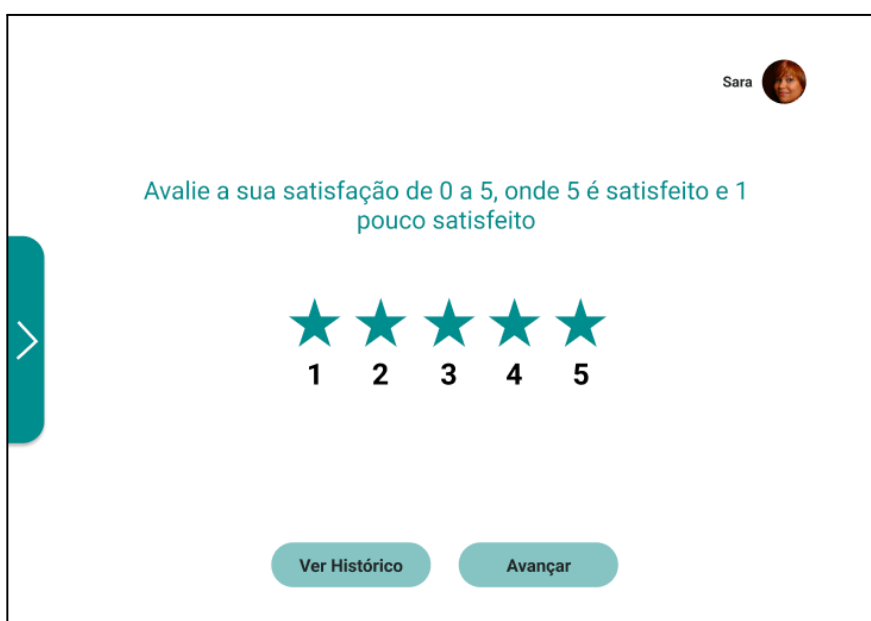 Sara
Avalie a sua satisfação de 0 a 5, onde 5 é satisfeito e 1
pouco satisfeito
1 2 3 4 5
Ver Histórico Avançar